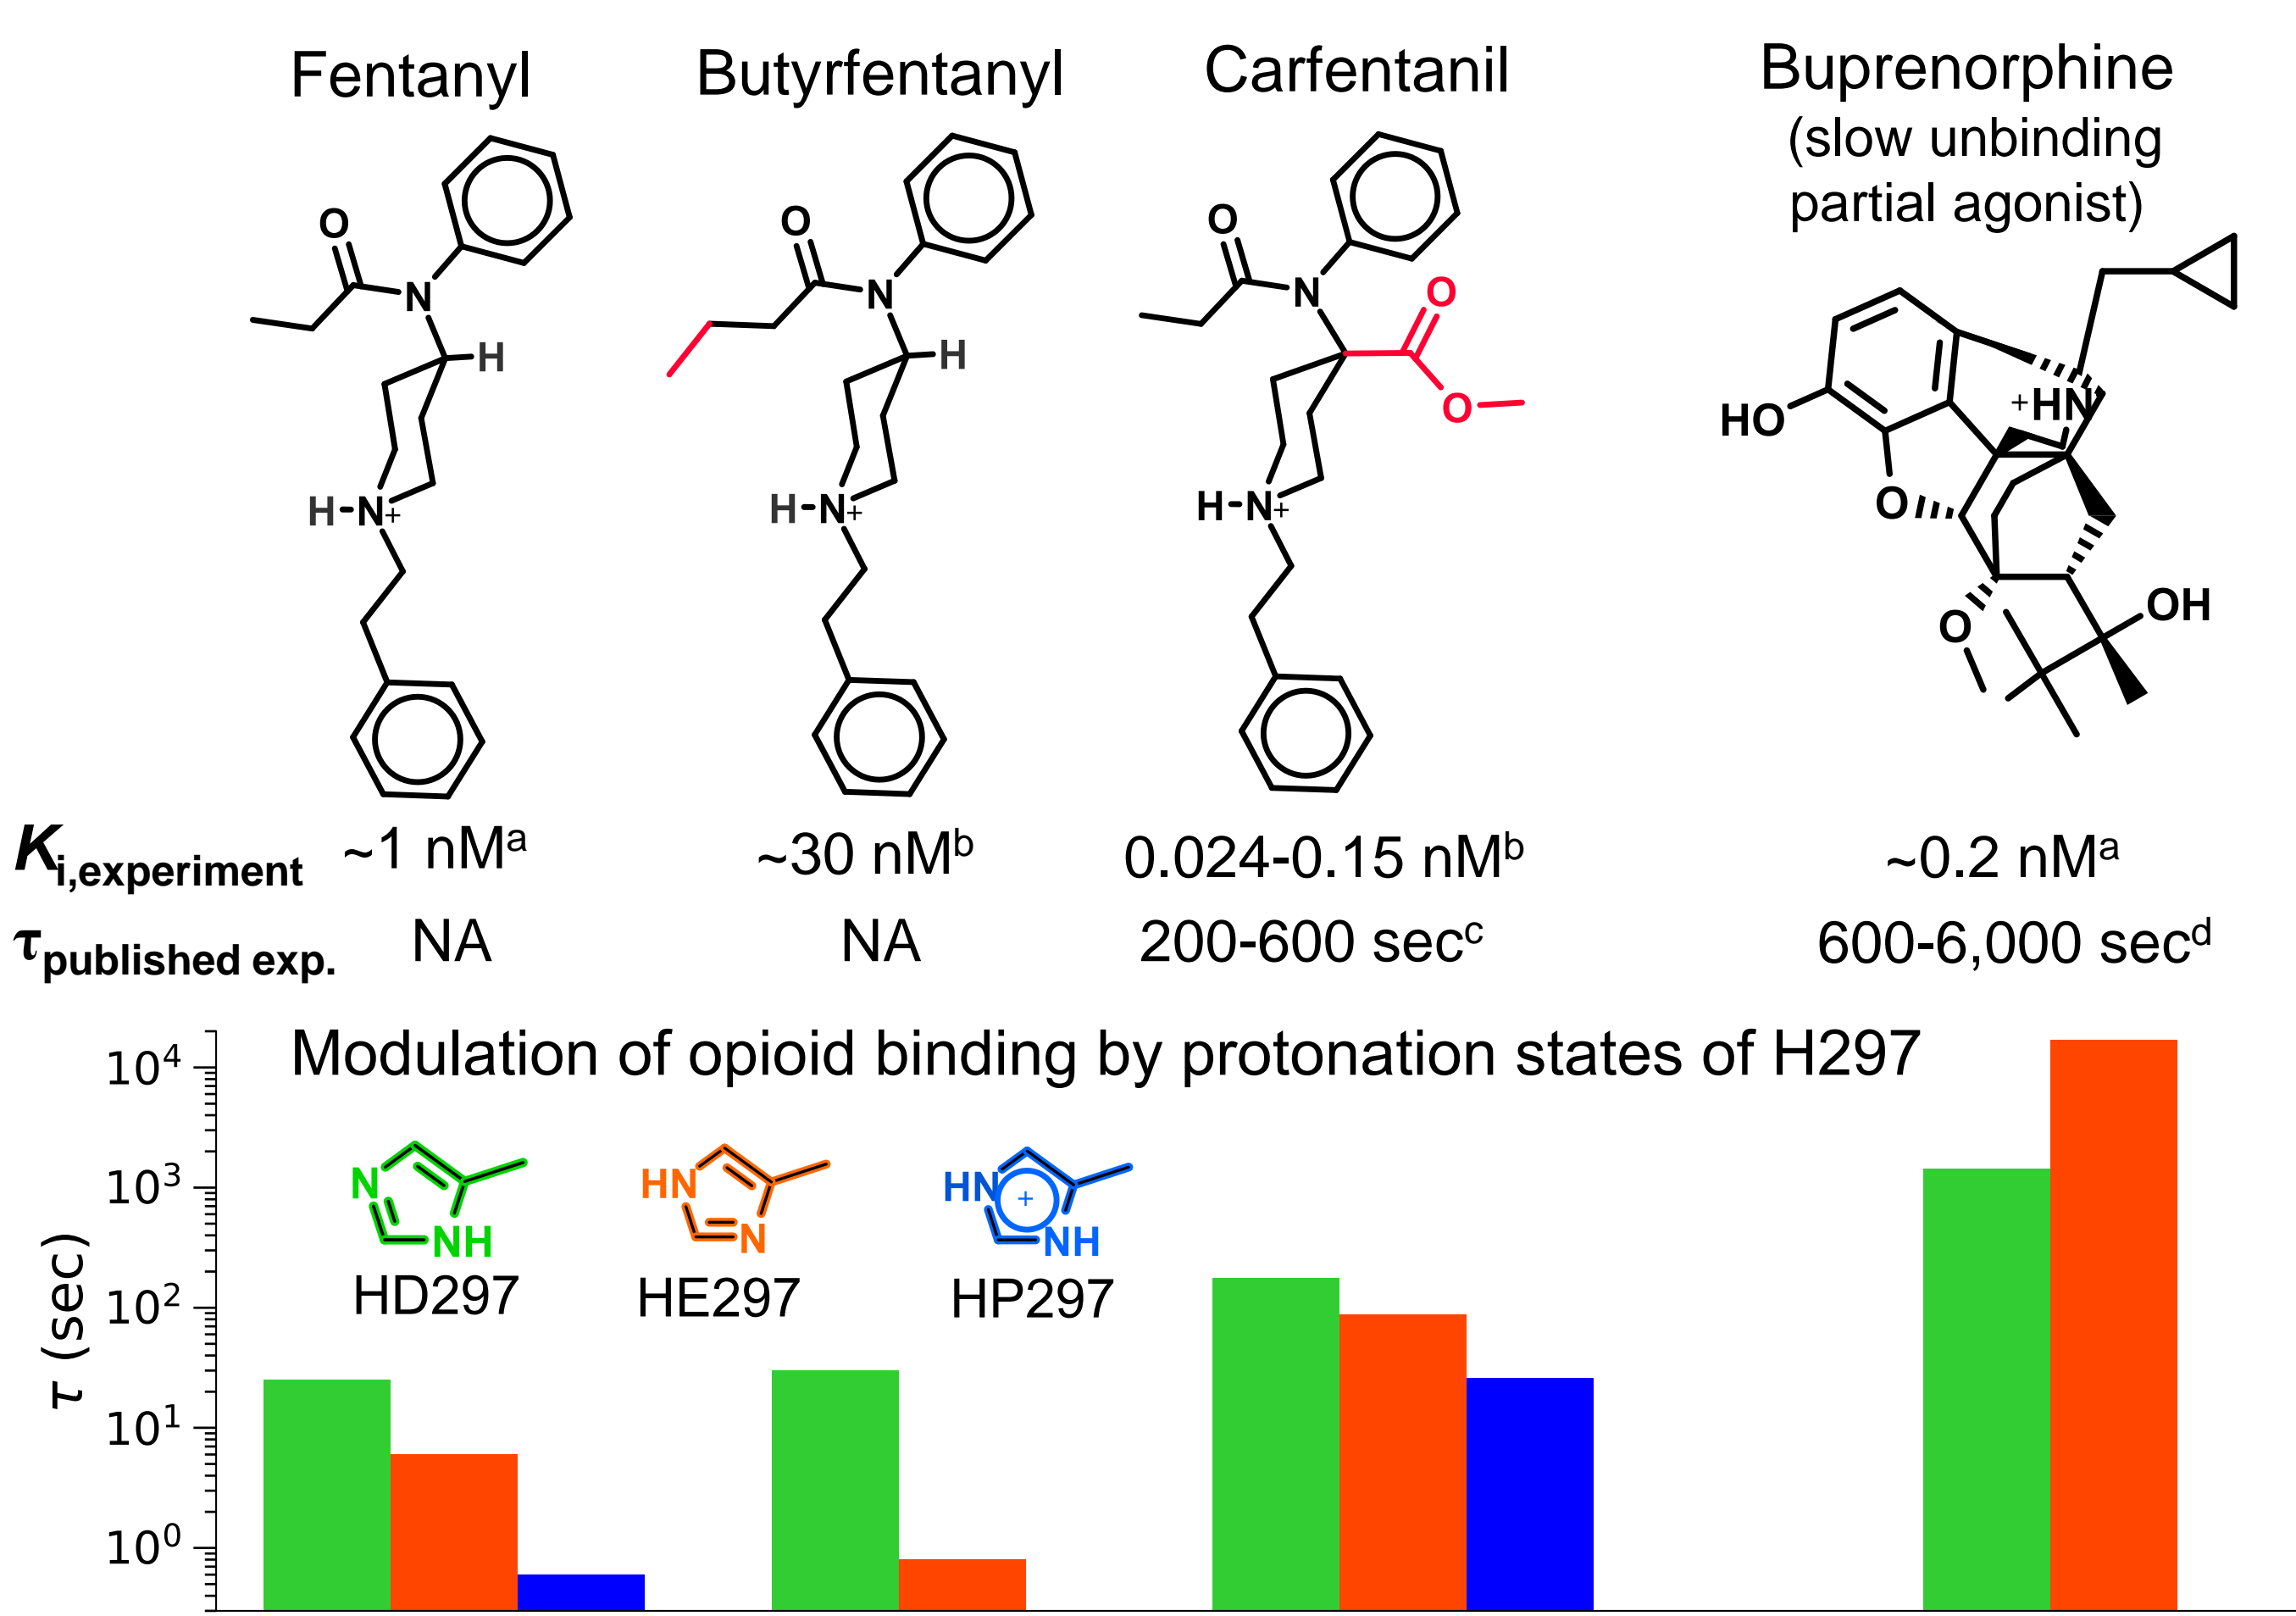 Fentanyl Butyrfentanyl Carfentanil Buprenorphine
(slow unbinding
partial agonist)
O O O
N N N O
H H O
HO +HN
O
H-N+ H-N+ H-N+
O OH
Ki,experiment ~1 nMa ~30 nMb 0.024-0.15 nMb ~0.2 nMa
τpublished exp. NA NA 200-600 secc 600-6,000 secd
Modulation of opioid binding by protonation states of H297
τ (sec)
10⁴
10³
10²
10¹
10⁰
N NH HN N HN + NH
HD297 HE297 HP297